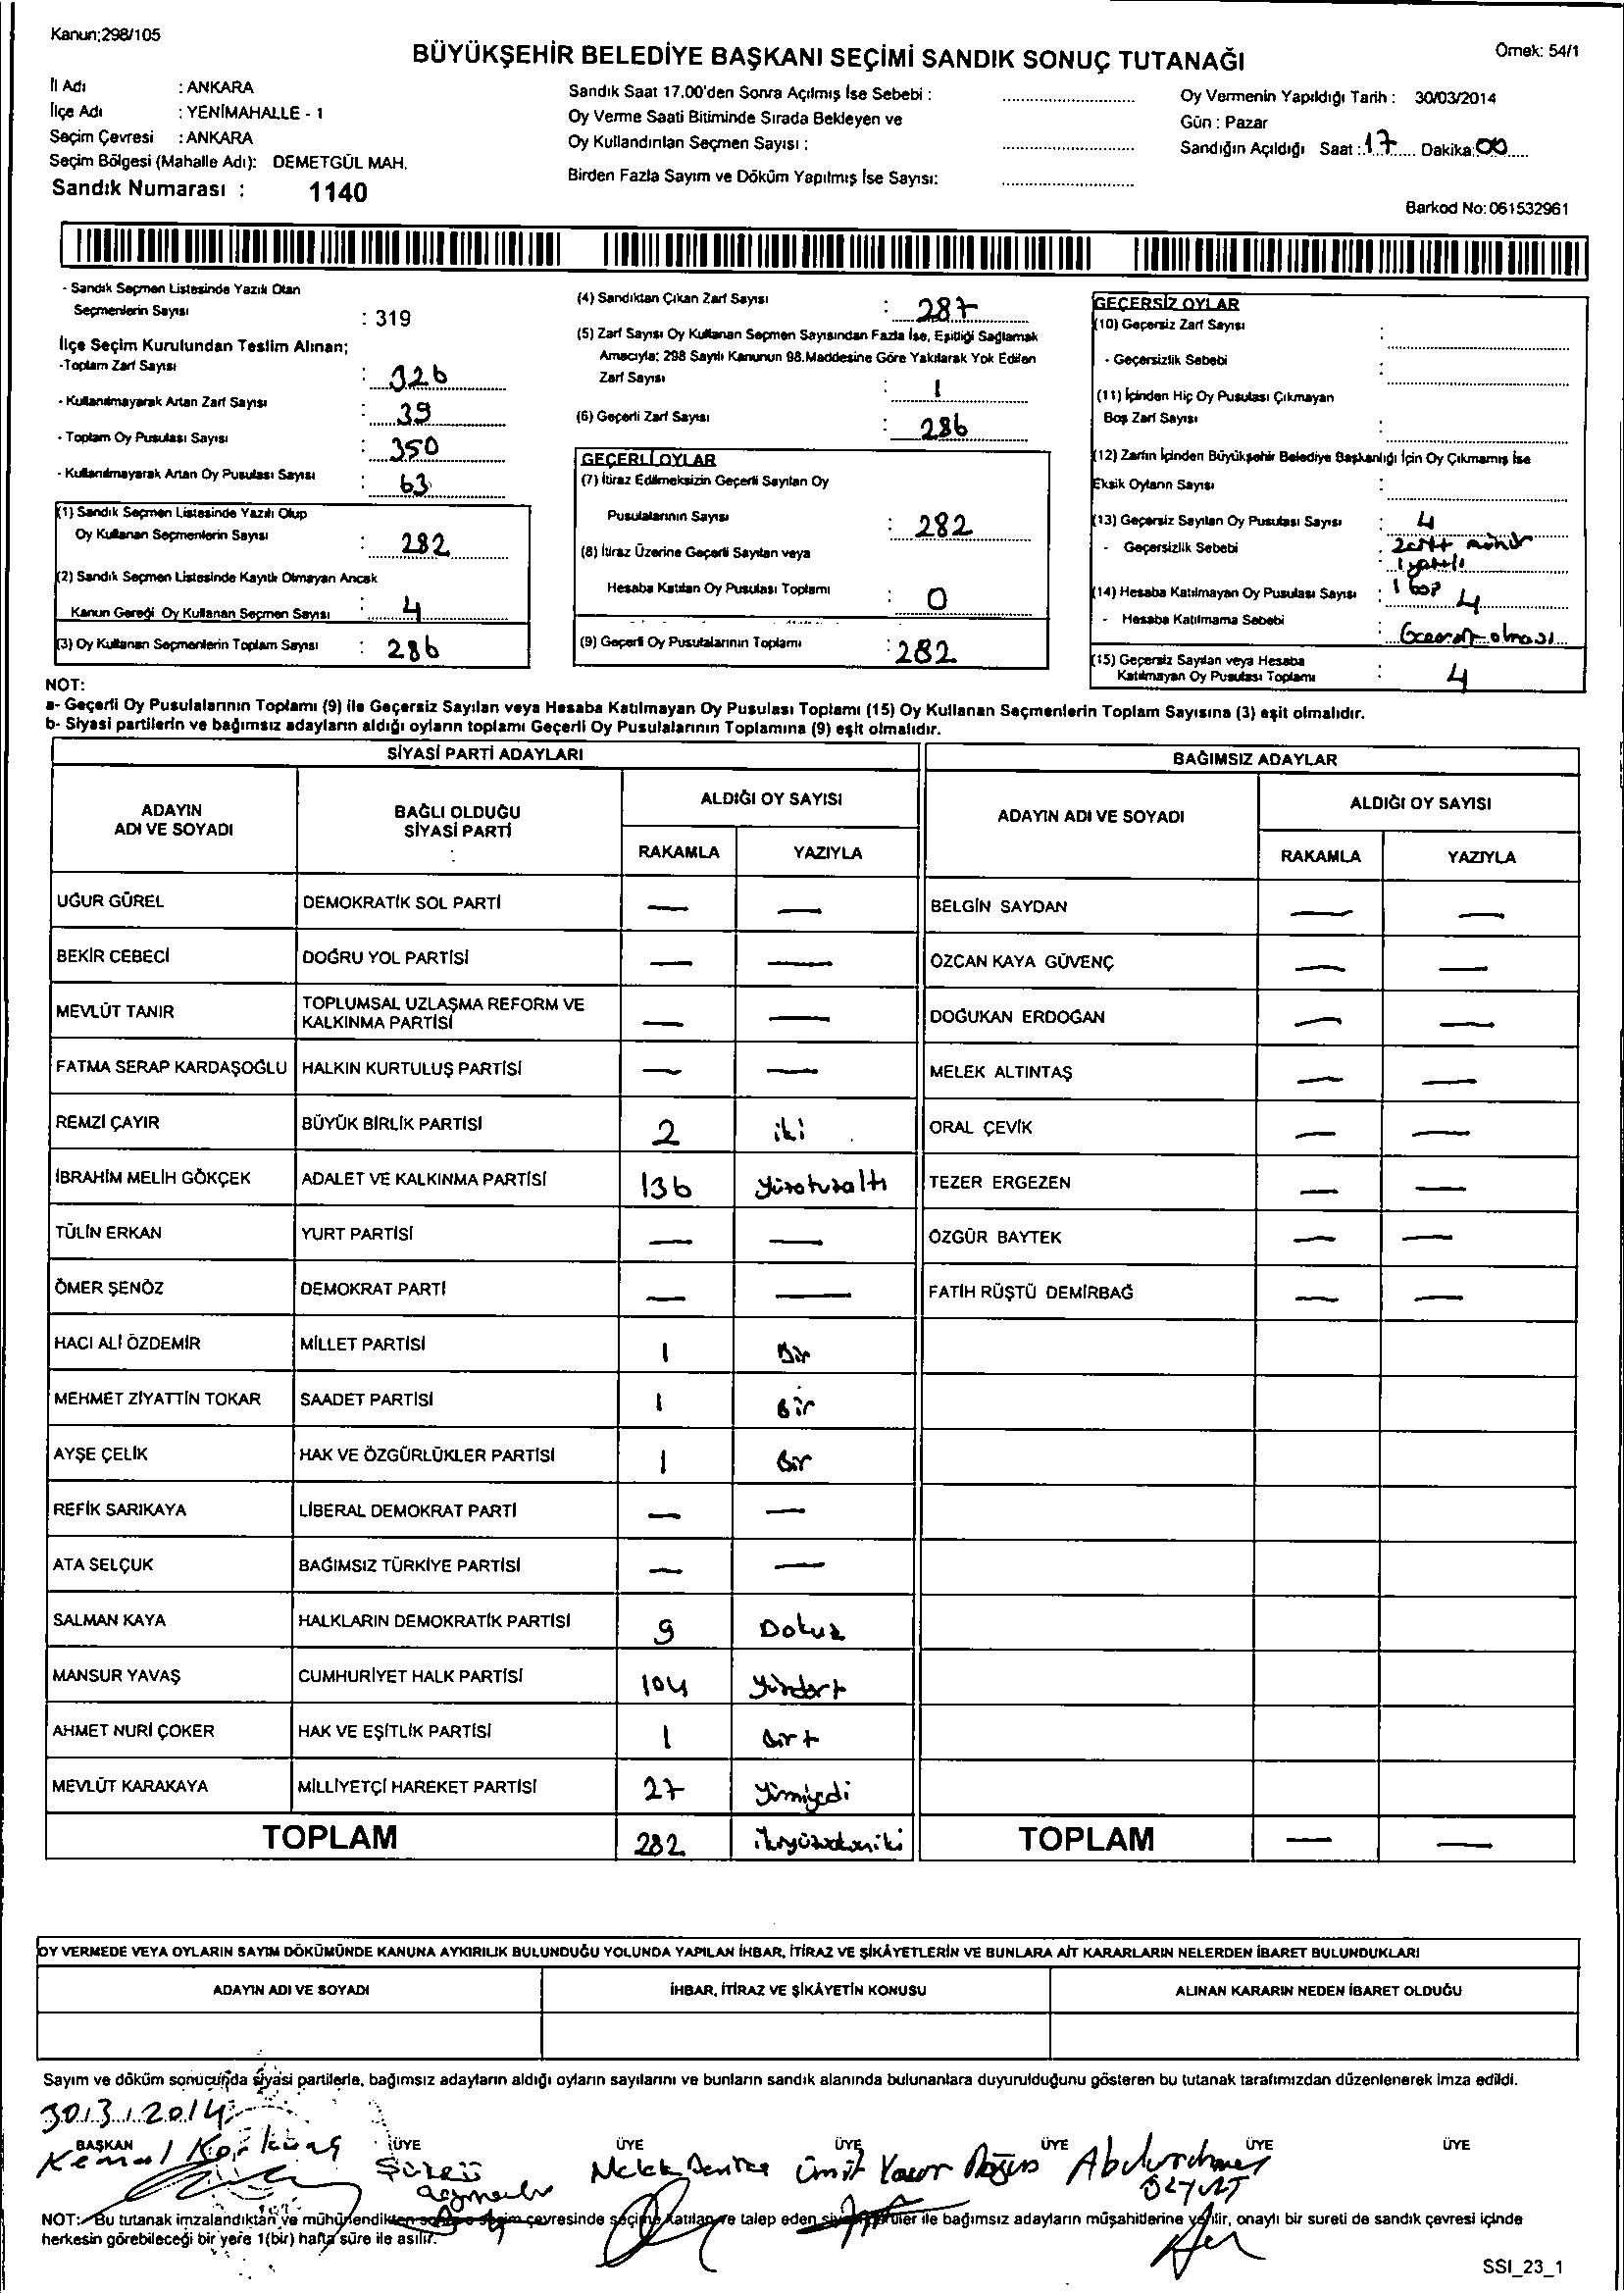 Kanun;298/105
BÜYÜKŞEHİR BELEDİYE BAŞKANI SEÇİMİ SANDIK SONUÇ TUTANAĞI
Örnek: 54/1
İl Adı : ANKARA
İlçe Adı : YENİMAHALLE - 1
Seçim Çevresi : ANKARA
Seçim Bölgesi (Mahalle Adı): DEMETGÜL MAH.
Sandık Numarası : 1140
Sandık Saat 17.00'den Sonra Açılmış İse Sebebi :
Oy Verme Saati Bitiminde Sırada Bekleyen ve
Oy Kullandırılan Seçmen Sayısı :
Birden Fazla Sayım ve Döküm Yapılmış İse Sayısı:
Oy Vermenin Yapıldığı Tarih : 30/03/2014
Gün : Pazar
Sandığın Açıldığı Saat : 17 Dakika: 00
Barkod No: 061532961
- Sandık Seçmen Listesinde Yazılı Olan
Seçmenlerin Sayısı : 319
İlçe Seçim Kurulundan Teslim Alınan;
-Toplam Zarf Sayısı : 326
- Kullanılmayarak Artan Zarf Sayısı : 39
- Toplam Oy Pusulası Sayısı : 350
- Kullanılmayarak Artan Oy Pusulası Sayısı : 63
(1) Sandık Seçmen Listesinde Yazılı Olup
Oy Kullanan Seçmenlerin Sayısı : 282
(2) Sandık Seçmen Listesinde Kayıtlı Olmayan Ancak
Kanun Gereği Oy Kullanan Seçmen Sayısı : 4
(3) Oy Kullanan Seçmenlerin Toplam Sayısı : 286
(4) Sandıktan Çıkan Zarf Sayısı : 287
(5) Zarf Sayısı Oy Kullanan Seçmen Sayısından Fazla İse, Eşitliği Sağlamak
Amacıyla; 298 Sayılı Kanunun 98.Maddesine Göre Yakılarak Yok Edilen
Zarf Sayısı : 1
(6) Geçerli Zarf Sayısı : 286
GEÇERLİ OYLAR
(7) İtiraz Edilmeksizin Geçerli Sayılan Oy
Pusulalarının Sayısı : 282
(8) İtiraz Üzerine Geçerli Sayılan veya
Hesaba Katılan Oy Pusulası Toplamı : 0
(9) Geçerli Oy Pusulalarının Toplamı : 282
GEÇERSİZ OYLAR
(10) Geçersiz Zarf Sayısı :
- Geçersizlik Sebebi :
(11) İçinden Hiç Oy Pusulası Çıkmayan
Boş Zarf Sayısı :
(12) Zarfın İçinden Büyükşehir Belediye Başkanlığı İçin Oy Çıkmamış İse
Eksik Oyların Sayısı :
(13) Geçersiz Sayılan Oy Pusulası Sayısı : 4
- Geçersizlik Sebebi :
(14) Hesaba Katılmayan Oy Pusulası Sayısı : 4
- Hesaba Katılmama Sebebi : olması
(15) Geçersiz Sayılan veya Hesaba
Katılmayan Oy Pusulası Toplamı : 4
NOT:
a- Geçerli Oy Pusulalarının Toplamı (9) ile Geçersiz Sayılan veya Hesaba Katılmayan Oy Pusulası Toplamı (15) Oy Kullanan Seçmenlerin Toplam Sayısına (3) eşit olmalıdır.
b- Siyasi partilerin ve bağımsız adayların aldığı oyların toplamı Geçerli Oy Pusulalarının Toplamına (9) eşit olmalıdır.
SİYASİ PARTİ ADAYLARI
BAĞIMSIZ ADAYLAR
ADAYIN ADI VE SOYADI
BAĞLI OLDUĞU SİYASİ PARTİ
ALDIĞI OY SAYISI
RAKAMLA YAZIYLA
ADAYIN ADI VE SOYADI
ALDIĞI OY SAYISI
RAKAMLA YAZIYLA
UĞUR GÜREL DEMOKRATİK SOL PARTİ — — BELGİN SAYDAN — —
BEKİR CEBECİ DOĞRU YOL PARTİSİ — — ÖZCAN KAYA GÜVENÇ — —
MEVLÜT TANIR TOPLUMSAL UZLAŞMA REFORM VE KALKINMA PARTİSİ — — DOĞUKAN ERDOĞAN — —
FATMA SERAP KARDAŞOĞLU HALKIN KURTULUŞ PARTİSİ — — MELEK ALTINTAŞ — —
REMZİ ÇAYIR BÜYÜK BİRLİK PARTİSİ 2 iki ORAL ÇEVİK — —
İBRAHİM MELİH GÖKÇEK ADALET VE KALKINMA PARTİSİ 136 yüzotuzaltı TEZER ERGEZEN — —
TÜLİN ERKAN YURT PARTİSİ — — ÖZGÜR BAYTEK — —
ÖMER ŞENÖZ DEMOKRAT PARTİ — — FATİH RÜŞTÜ DEMİRBAĞ — —
HACI ALİ ÖZDEMİR MİLLET PARTİSİ 1 Bir
MEHMET ZİYATTİN TOKAR SAADET PARTİSİ 1 Bir
AYŞE ÇELİK HAK VE ÖZGÜRLÜKLER PARTİSİ 1 Bir
REFİK SARIKAYA LİBERAL DEMOKRAT PARTİ — —
ATA SELÇUK BAĞIMSIZ TÜRKİYE PARTİSİ — —
SALMAN KAYA HALKLARIN DEMOKRATİK PARTİSİ 9 Dokuz
MANSUR YAVAŞ CUMHURİYET HALK PARTİSİ 104 yüzdört
AHMET NURİ ÇOKER HAK VE EŞİTLİK PARTİSİ 1
MEVLÜT KARAKAYA MİLLİYETÇİ HAREKET PARTİSİ 27 yirmiyedi
TOPLAM 282 TOPLAM — —
OY VERMEDE VEYA OYLARIN SAYIM DÖKÜMÜNDE KANUNA AYKIRILIK BULUNDUĞU YOLUNDA YAPILAN İHBAR, İTİRAZ VE ŞİKÂYETLERİN VE BUNLARA AİT KARARLARIN NELERDEN İBARET BULUNDUKLARI
ADAYIN ADI VE SOYADI İHBAR, İTİRAZ VE ŞİKÂYETİN KONUSU ALINAN KARARIN NEDEN İBARET OLDUĞU
Sayım ve döküm sonucunda siyasi partilerle, bağımsız adayların aldığı oyların sayılarını ve bunların sandık alanında bulunanlara duyurulduğunu gösteren bu tutanak tarafımızdan düzenlenerek imza edildi.
30/3/2014
BAŞKAN ÜYE ÜYE ÜYE ÜYE ÜYE ÜYE
Kemal Korkmaz Melek Ümit Abdurrahman
NOT: Bu tutanak imzalandıktan ve mühürlendikten çevresinde seçime katılan ve talep eden ile bağımsız adayların müşahitlerine verilir, onaylı bir sureti de sandık çevresi içinde
herkesin görebileceği bir yere 1(bir) hafta süre ile asılır.
SSI_23_1